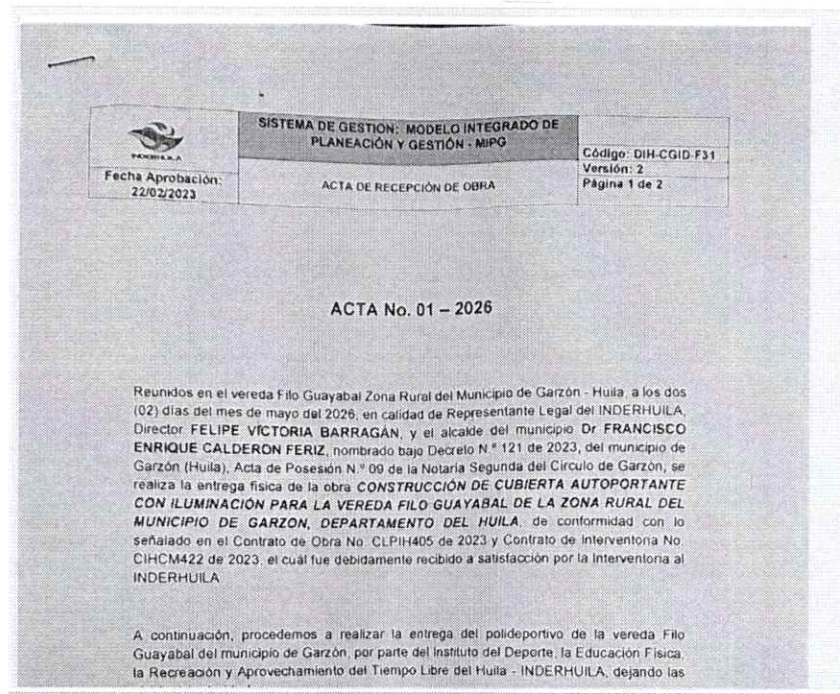 SISTEMA DE GESTIÓN: MODELO INTEGRADO DE
PLANEACIÓN Y GESTIÓN - MIPG
INDERHUILA
Fecha Aprobación:
22/02/2023
ACTA DE RECEPCIÓN DE OBRA
Código: DIH-CGID-F31
Versión: 2
Página 1 de 2
ACTA No. 01 – 2026
Reunidos en el vereda Filo Guayabal Zona Rural del Municipio de Garzón - Huila, a los dos
(02) días del mes de mayo del 2026, en calidad de Representante Legal del INDERHUILA,
Director FELIPE VICTORIA BARRAGÁN, y el alcalde del municipio Dr FRANCISCO
ENRIQUE CALDERON FERIZ, nombrado bajo Decreto N.º 121 de 2023, del municipio de
Garzón (Huila), Acta de Posesión N.º 09 de la Notaria Segunda del Circulo de Garzón, se
realiza la entrega física de la obra CONSTRUCCIÓN DE CUBIERTA AUTOPORTANTE
CON ILUMINACIÓN PARA LA VEREDA FILO GUAYABAL DE LA ZONA RURAL DEL
MUNICIPIO DE GARZON, DEPARTAMENTO DEL HUILA, de conformidad con lo
señalado en el Contrato de Obra No. CLPIH405 de 2023 y Contrato de Interventoria No.
CIHCM422 de 2023, el cuál fue debidamente recibido a satisfacción por la Interventoria al
INDERHUILA
A continuación, procedemos a realizar la entrega del polideportivo de la vereda Filo
Guayabal del municipio de Garzón, por parte del Instituto del Deporte, la Educación Física,
la Recreación y Aprovechamiento del Tiempo Libre del Huila - INDERHUILA, dejando las